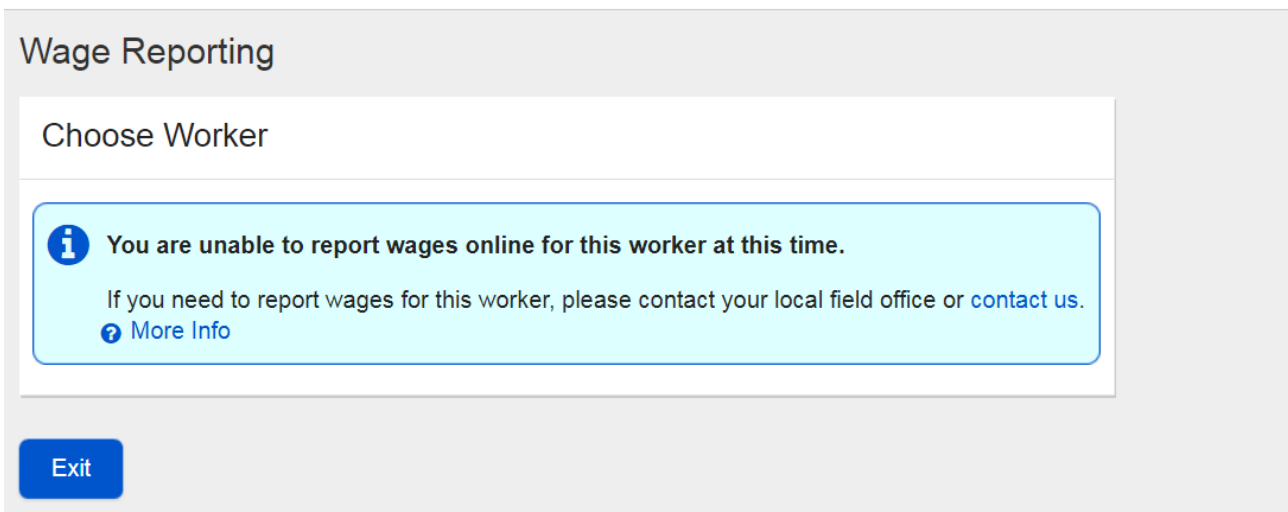 Wage Reporting
Choose Worker
You are unable to report wages online for this worker at this time.
If you need to report wages for this worker, please contact your local field office or contact us.
More Info
Exit